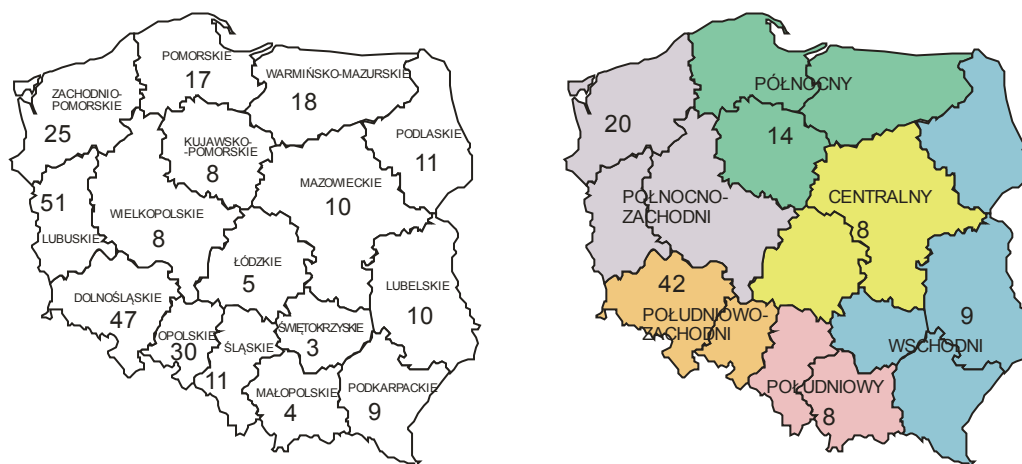 POMORSKIE
17
WARMIŃSKO-MAZURSKIE
18
ZACHODNIO-
POMORSKIE
25
PODLASKIE
11
KUJAWSKO-
-POMORSKIE
8
MAZOWIECKIE
10
51
LUBUSKIE
WIELKOPOLSKIE
8
ŁÓDZKIE
5
LUBELSKIE
10
DOLNOŚLĄSKIE
47
OPOLSKIE
30
ŚLĄSKIE
11
ŚWIĘTOKRZYSKIE
3
MAŁOPOLSKIE
4
PODKARPACKIE
9
PÓŁNOCNY
14
20
PÓŁNOCNO-
ZACHODNI
CENTRALNY
8
42
POŁUDNIOWO-
ZACHODNI
9
WSCHODNI
POŁUDNIOWY
8